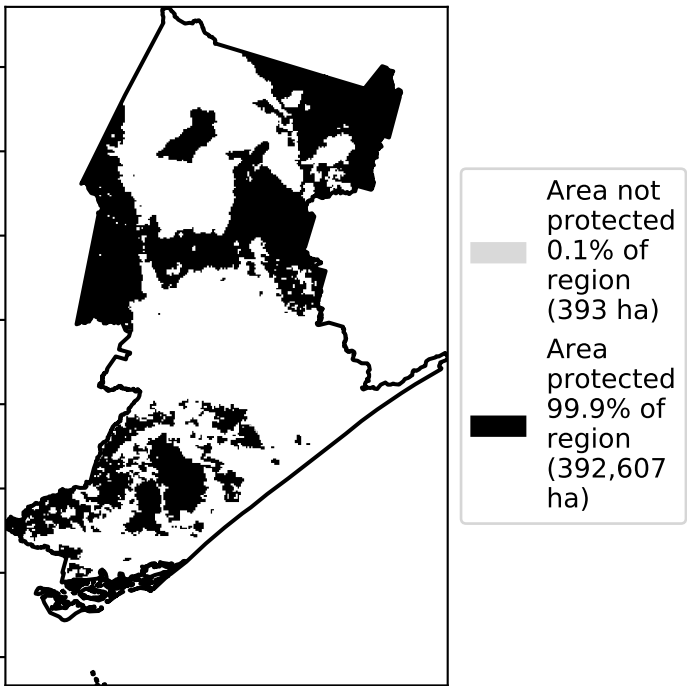 Area not
protected
0.1% of
region
(393 ha)
Area
protected
99.9% of
region
(392,607
ha)